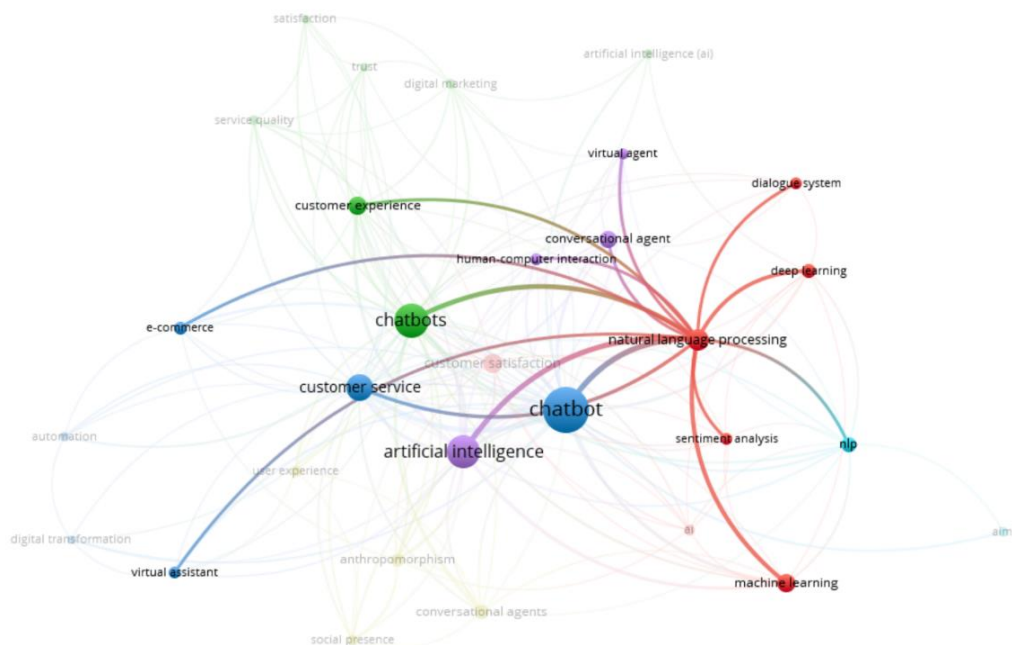 satisfaction
artificial intelligence (ai)
trust
digital marketing
service quality
virtual agent
dialogue system
customer experience
conversational agent
human-computer interaction
deep learning
chatbots
e-commerce
natural language processing
customer satisfaction
customer service
chatbot
automation
sentiment analysis
nlp
artificial intelligence
user experience
ai
aiml
digital transformation
anthropomorphism
virtual assistant
machine learning
conversational agents
social presence